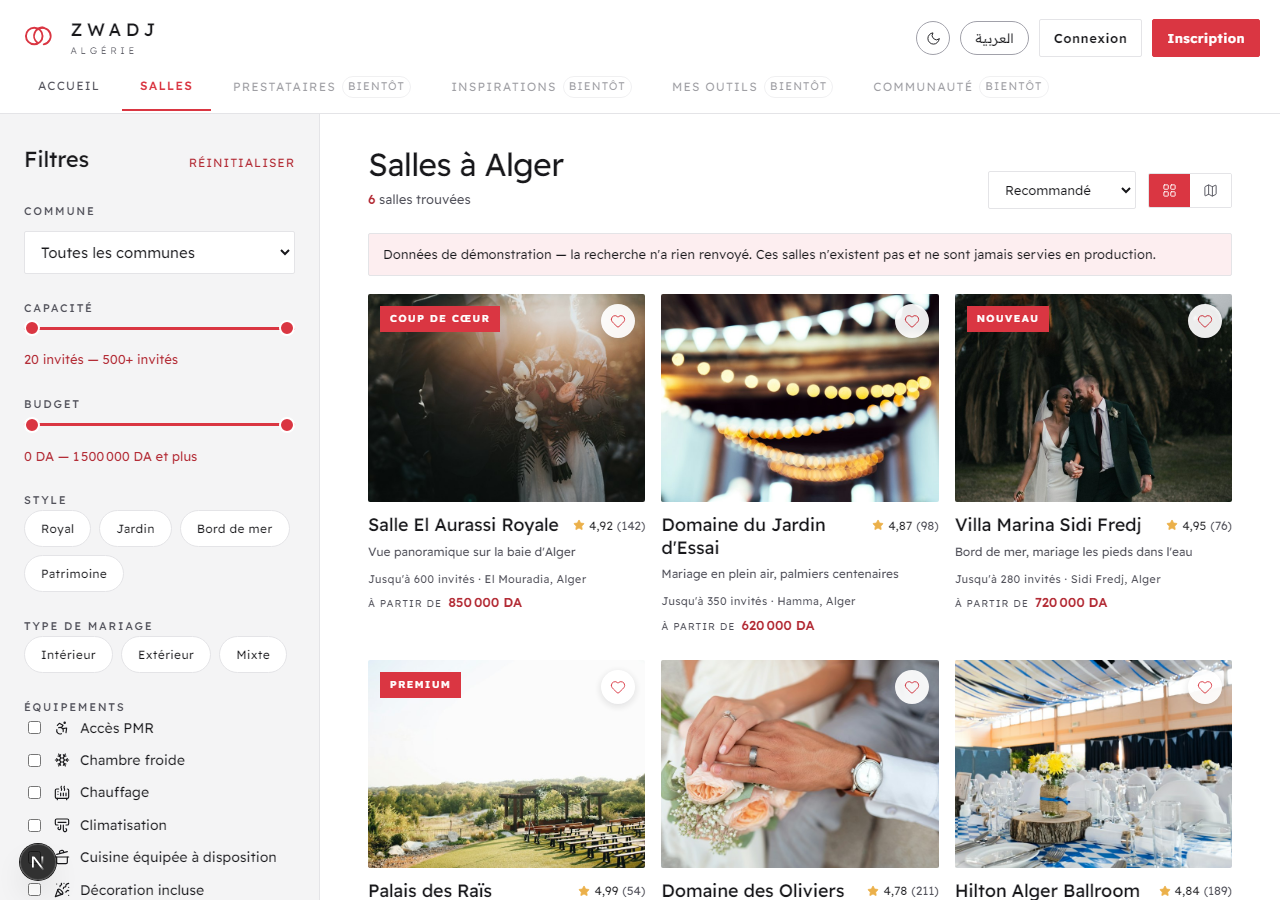 ZWADJ
ALGÉRIE
العربية
Connexion
Inscription
ACCUEIL
SALLES
PRESTATAIRES BIENTÔT
INSPIRATIONS BIENTÔT
MES OUTILS BIENTÔT
COMMUNAUTÉ BIENTÔT
Filtres
RÉINITIALISER
COMMUNE
Toutes les communes
CAPACITÉ
20 invités — 500+ invités
BUDGET
0 DA — 1 500 000 DA et plus
STYLE
Royal
Jardin
Bord de mer
Patrimoine
TYPE DE MARIAGE
Intérieur
Extérieur
Mixte
ÉQUIPEMENTS
Accès PMR
Chambre froide
Chauffage
Climatisation
Cuisine équipée à disposition
Décoration incluse
N
Salles à Alger
6 salles trouvées
Recommandé
Données de démonstration — la recherche n'a rien renvoyé. Ces salles n'existent pas et ne sont jamais servies en production.
COUP DE CŒUR
Salle El Aurassi Royale
4,92 (142)
Vue panoramique sur la baie d'Alger
Jusqu'à 600 invités · El Mouradia, Alger
À PARTIR DE 850 000 DA
Domaine du Jardin d'Essai
4,87 (98)
Mariage en plein air, palmiers centenaires
Jusqu'à 350 invités · Hamma, Alger
À PARTIR DE 620 000 DA
NOUVEAU
Villa Marina Sidi Fredj
4,95 (76)
Bord de mer, mariage les pieds dans l'eau
Jusqu'à 280 invités · Sidi Fredj, Alger
À PARTIR DE 720 000 DA
PREMIUM
Palais des Raïs
4,99 (54)
Domaine des Oliviers
4,78 (211)
Hilton Alger Ballroom
4,84 (189)